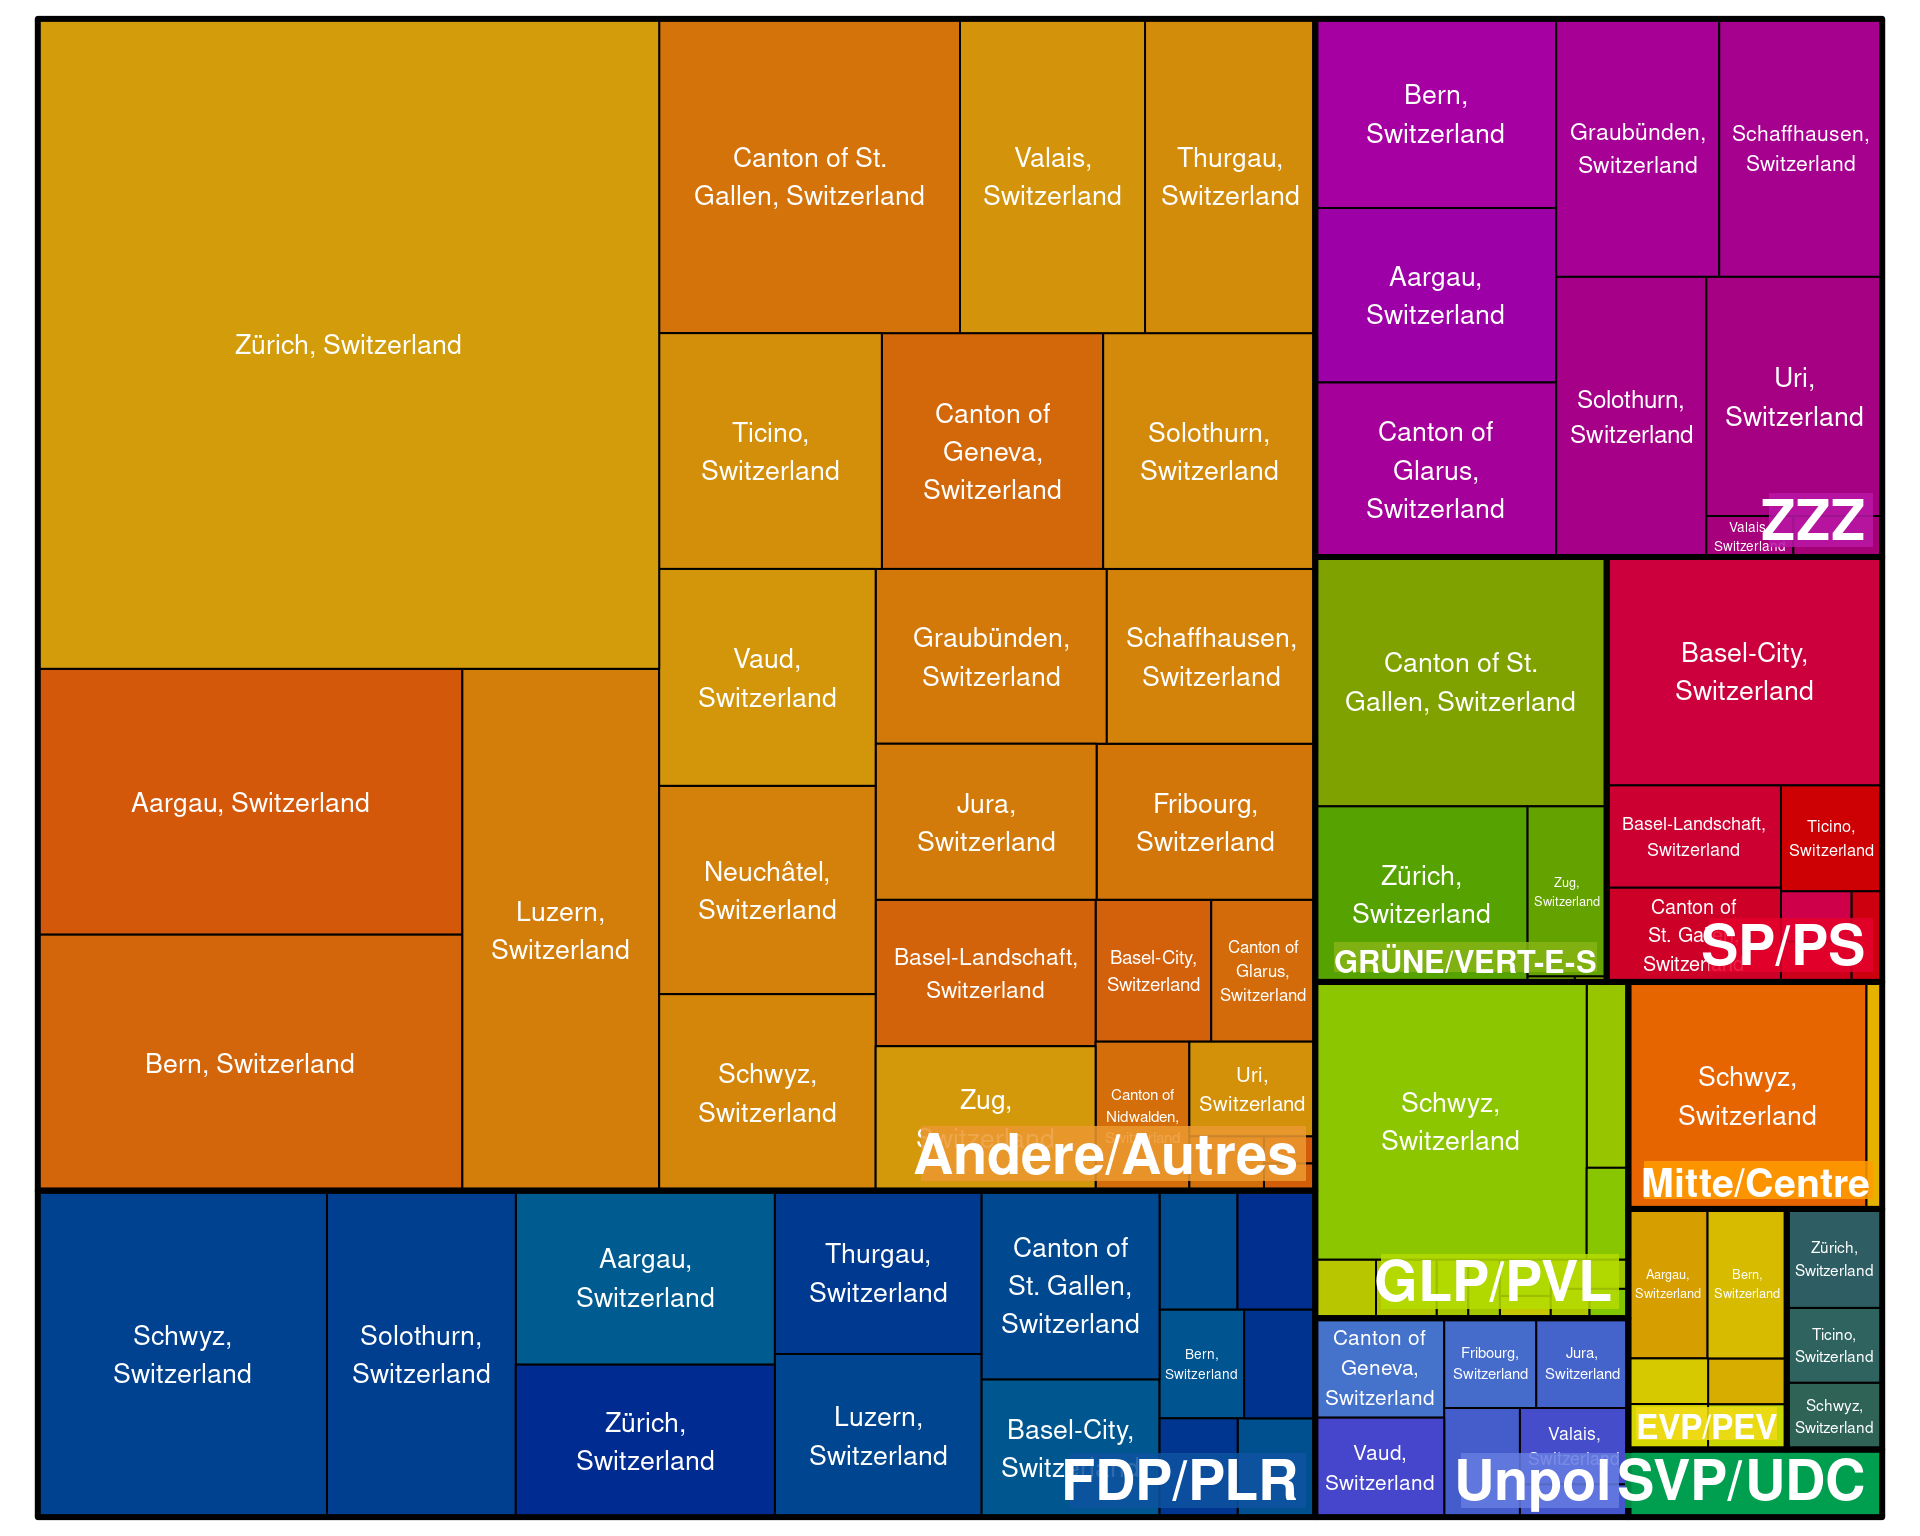 Zürich, Switzerland
Aargau, Switzerland
Bern, Switzerland
Luzern,
Switzerland
Canton of St.
Gallen, Switzerland
Valais,
Switzerland
Thurgau,
Switzerland
Ticino,
Switzerland
Canton of
Geneva,
Switzerland
Solothurn,
Switzerland
Vaud,
Switzerland
Graubünden,
Switzerland
Schaffhausen,
Switzerland
Neuchâtel,
Switzerland
Jura,
Switzerland
Fribourg,
Switzerland
Schwyz,
Switzerland
Basel-Landschaft,
Switzerland
Basel-City,
Switzerland
Canton of
Glarus,
Switzerland
Zug,
Switzerland
Canton of
Nidwalden,
Switzerland
Uri,
Switzerland
Andere/Autres
Schwyz,
Switzerland
Solothurn,
Switzerland
Aargau,
Switzerland
Zürich,
Switzerland
Thurgau,
Switzerland
Luzern,
Switzerland
Canton of
St. Gallen,
Switzerland
Basel-City,
Switzerland
Bern,
Switzerland
FDP/PLR
Bern,
Switzerland
Aargau,
Switzerland
Canton of
Glarus,
Switzerland
Graubünden,
Switzerland
Schaffhausen,
Switzerland
Solothurn,
Switzerland
Uri,
Switzerland
Valais,
Switzerland
ZZZ
Canton of St.
Gallen, Switzerland
Zürich,
Switzerland
Zug,
Switzerland
GRÜNE/VERT-E-S
Basel-City,
Switzerland
Basel-Landschaft,
Switzerland
Ticino,
Switzerland
Canton of
St. Gallen,
Switzerland
SP/PS
Schwyz,
Switzerland
GLP/PVL
Schwyz,
Switzerland
Mitte/Centre
Aargau,
Switzerland
Bern,
Switzerland
EVP/PEV
Zürich,
Switzerland
Ticino,
Switzerland
Schwyz,
Switzerland
SVP/UDC
Canton of
Geneva,
Switzerland
Fribourg,
Switzerland
Jura,
Switzerland
Vaud,
Switzerland
Valais,
Switzerland
Unpol